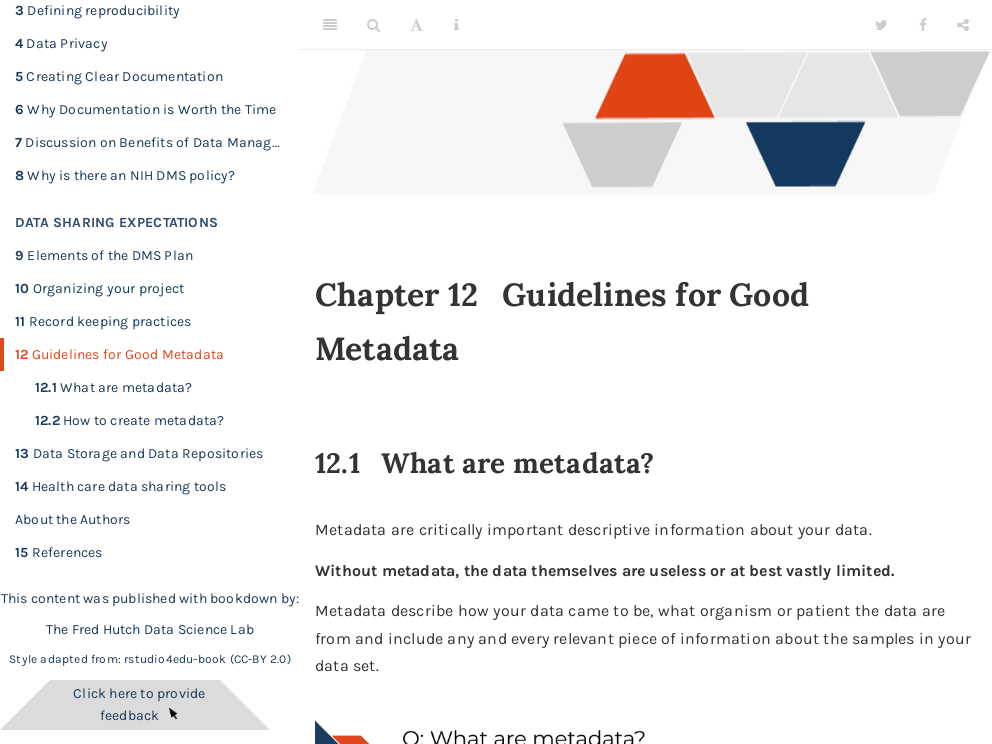 3 Defining reproducibility
4 Data Privacy
5 Creating Clear Documentation
6 Why Documentation is Worth the Time
7 Discussion on Benefits of Data Manag...
8 Why is there an NIH DMS policy?
DATA SHARING EXPECTATIONS
9 Elements of the DMS Plan
10 Organizing your project
11 Record keeping practices
12 Guidelines for Good Metadata
12.1 What are metadata?
12.2 How to create metadata?
13 Data Storage and Data Repositories
14 Health care data sharing tools
About the Authors
15 References
This content was published with bookdown by:
The Fred Hutch Data Science Lab
Style adapted from: rstudio4edu-book (CC-BY 2.0)
Click here to provide
feedback
Chapter 12 Guidelines for Good
Metadata
12.1 What are metadata?
Metadata are critically important descriptive information about your data.
Without metadata, the data themselves are useless or at best vastly limited.
Metadata describe how your data came to be, what organism or patient the data are
from and include any and every relevant piece of information about the samples in your
data set.
Q: What are metadata?